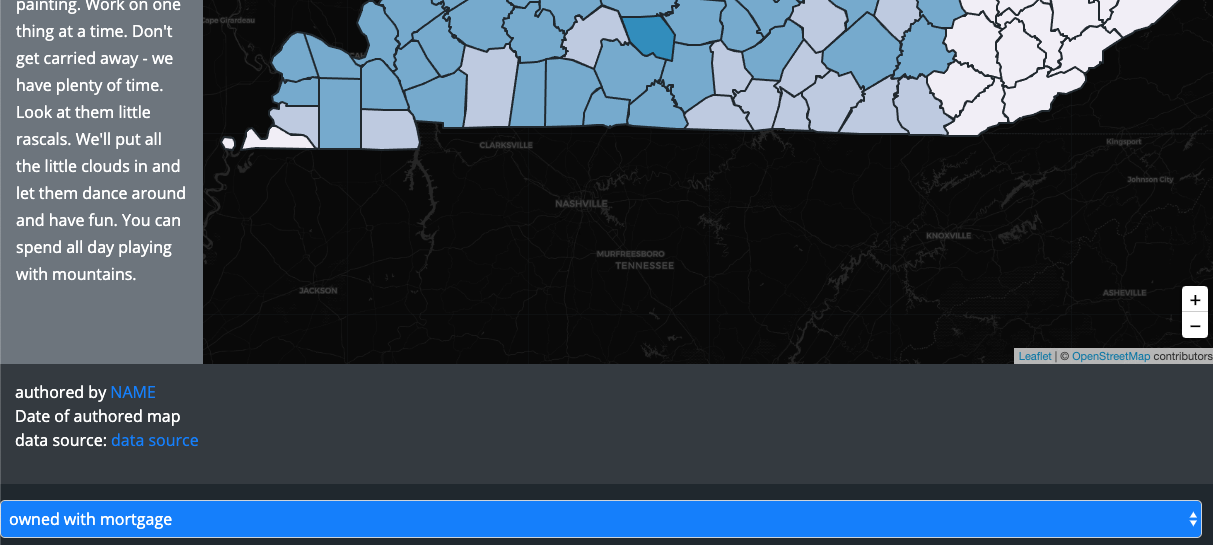 painting. Work on one
thing at a time. Don't
get carried away - we
have plenty of time.
Look at them little
rascals. We'll put all
the little clouds in and
let them dance around
and have fun. You can
spend all day playing
with mountains.
Cape Girardeau
CLARKSVILLE
Kingsport
Johnson City
NASHVILLE
KNOXVILLE
MURFREESBORO
TENNESSEE
JACKSON
ASHEVILLE
+
−
Leaflet | © OpenStreetMap contributors
authored by NAME
Date of authored map
data source: data source
owned with mortgage